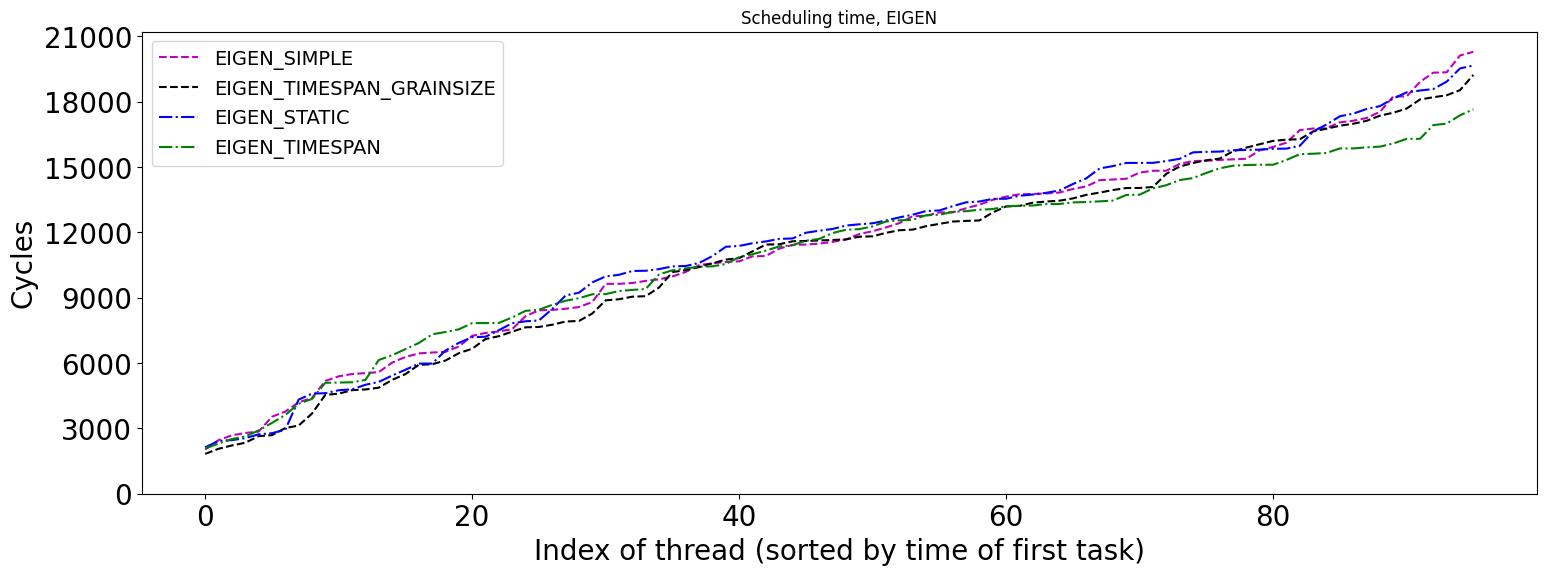 Scheduling time, EIGEN
21000
18000
15000
12000
9000
6000
3000
0
Cycles
EIGEN_SIMPLE
EIGEN_TIMESPAN_GRAINSIZE
EIGEN_STATIC
EIGEN_TIMESPAN
0 20 40 60 80
Index of thread (sorted by time of first task)